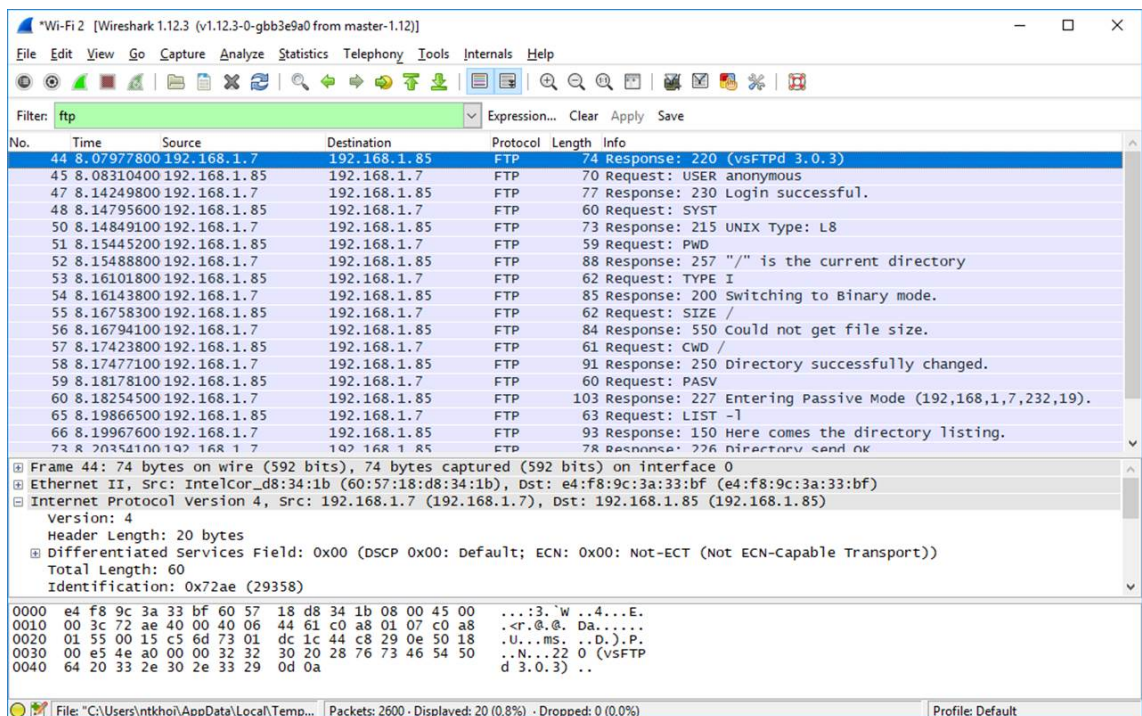 *Wi-Fi 2 [Wireshark 1.12.3 (v1.12.3-0-gbb3e9a0 from master-1.12)]
File Edit View Go Capture Analyze Statistics Telephony Tools Internals Help
Filter: ftp Expression... Clear Apply Save
No. Time Source Destination Protocol Length Info
44 8.07977800 192.168.1.7 192.168.1.85 FTP 74 Response: 220 (vsFTPd 3.0.3)
45 8.08310400 192.168.1.85 192.168.1.7 FTP 70 Request: USER anonymous
47 8.14249800 192.168.1.7 192.168.1.85 FTP 77 Response: 230 Login successful.
48 8.14795600 192.168.1.85 192.168.1.7 FTP 60 Request: SYST
50 8.14849100 192.168.1.7 192.168.1.85 FTP 73 Response: 215 UNIX Type: L8
51 8.15445200 192.168.1.85 192.168.1.7 FTP 59 Request: PWD
52 8.15488800 192.168.1.7 192.168.1.85 FTP 88 Response: 257 "/" is the current directory
53 8.16101800 192.168.1.85 192.168.1.7 FTP 62 Request: TYPE I
54 8.16143800 192.168.1.7 192.168.1.85 FTP 85 Response: 200 Switching to Binary mode.
55 8.16758300 192.168.1.85 192.168.1.7 FTP 62 Request: SIZE /
56 8.16794100 192.168.1.7 192.168.1.85 FTP 84 Response: 550 Could not get file size.
57 8.17423800 192.168.1.85 192.168.1.7 FTP 61 Request: CWD /
58 8.17477100 192.168.1.7 192.168.1.85 FTP 91 Response: 250 Directory successfully changed.
59 8.18178100 192.168.1.85 192.168.1.7 FTP 60 Request: PASV
60 8.18254500 192.168.1.7 192.168.1.85 FTP 103 Response: 227 Entering Passive Mode (192,168,1,7,232,19).
65 8.19866500 192.168.1.85 192.168.1.7 FTP 63 Request: LIST -l
66 8.19967600 192.168.1.7 192.168.1.85 FTP 93 Response: 150 Here comes the directory listing.
73 8.20354100 192.168.1.7 192.168.1.85 FTP 78 Response: 226 Directory send OK.
Frame 44: 74 bytes on wire (592 bits), 74 bytes captured (592 bits) on interface 0
Ethernet II, Src: IntelCor_d8:34:1b (60:57:18:d8:34:1b), Dst: e4:f8:9c:3a:33:bf (e4:f8:9c:3a:33:bf)
Internet Protocol Version 4, Src: 192.168.1.7 (192.168.1.7), Dst: 192.168.1.85 (192.168.1.85)
Version: 4
Header Length: 20 bytes
Differentiated Services Field: 0x00 (DSCP 0x00: Default; ECN: 0x00: Not-ECT (Not ECN-Capable Transport))
Total Length: 60
Identification: 0x72ae (29358)
0000 e4 f8 9c 3a 33 bf 60 57 18 d8 34 1b 08 00 45 00 ...:3.`W ..4...E.
0010 00 3c 72 ae 40 00 40 06 44 61 c0 a8 01 07 c0 a8 .<r.@.@. Da......
0020 01 55 00 15 c5 6d 73 01 dc 1c 44 c8 29 0e 50 18 .U...ms. ..D.).P.
0030 00 e5 4e a0 00 00 32 32 30 20 28 76 73 46 54 50 ..N...22 0 (vsFTP
0040 64 20 33 2e 30 2e 33 29 0d 0a d 3.0.3) ..
File: "C:\Users\ntkhoi\AppData\Local\Temp... Packets: 2600 · Displayed: 20 (0.8%) · Dropped: 0 (0.0%) Profile: Default